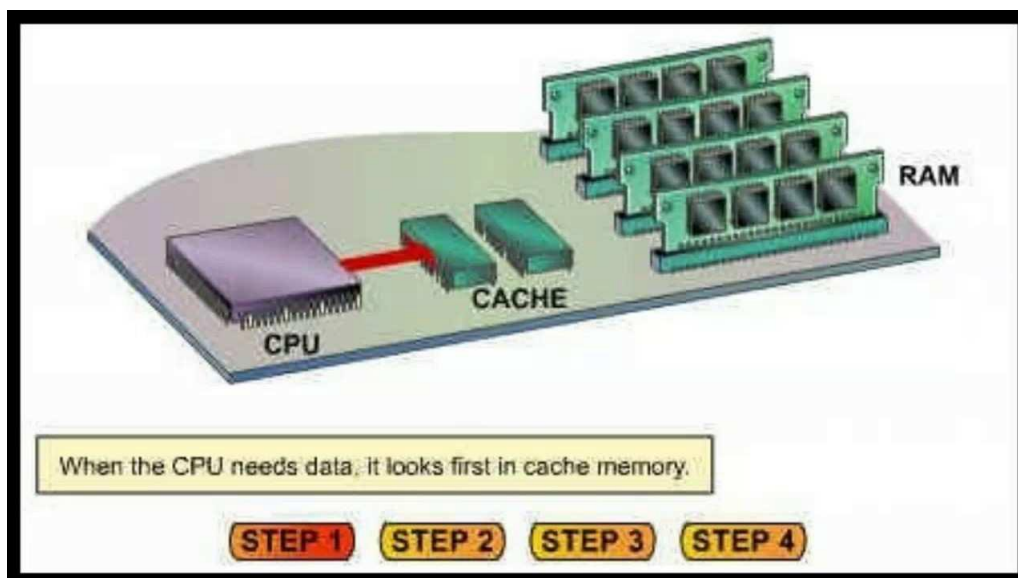 RAM
CACHE
CPU
When the CPU needs data, it looks first in cache memory.
STEP 1 STEP 2 STEP 3 STEP 4